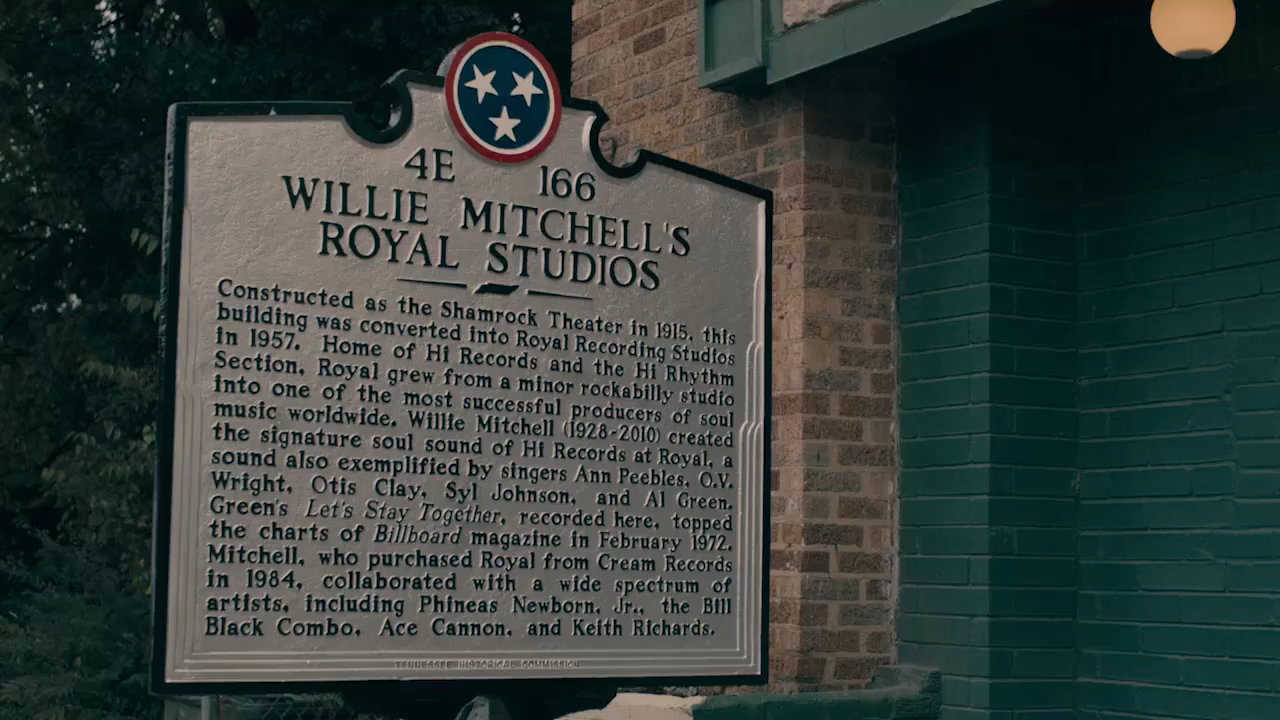 4E 166
WILLIE MITCHELL'S
ROYAL STUDIOS
Constructed as the Shamrock Theater in 1915, this
building was converted into Royal Recording Studios
in 1957. Home of Hi Records and the Hi Rhythm
Section, Royal grew from a minor rockabilly studio
into one of the most successful producers of soul
music worldwide. Willie Mitchell (1928-2010) created
the signature soul sound of Hi Records at Royal, a
sound also exemplified by singers Ann Peebles, O.V.
Wright, Otis Clay, Syl Johnson, and Al Green.
Green's Let's Stay Together, recorded here, topped
the charts of Billboard magazine in February 1972.
Mitchell, who purchased Royal from Cream Records
in 1984, collaborated with a wide spectrum of
artists, including Phineas Newborn, Jr., the Bill
Black Combo, Ace Cannon, and Keith Richards.
TENNESSEE HISTORICAL COMMISSION